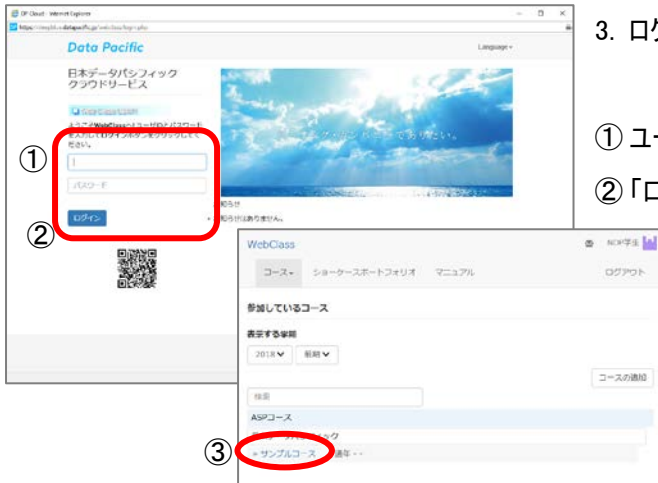 DP Cloud - Internet Explorer
Data Pacific
Language
日本データパシフィック
クラウドサービス
ようこそWebClassへ！ユーザIDとパスワード
を入力してログインボタンをクリックしてく
ださい。
パスワード
ログイン
知らせ
知らせはありません。
①
②
3. ロ
① ユー
② 「ロ
WebClass
コース
ショーケースポートフォリオ
マニュアル
ログアウト
参加しているコース
表示する学期
2018
前期
コースの追加
検索
ASPコース
» サンプルコース
通年 - -
③